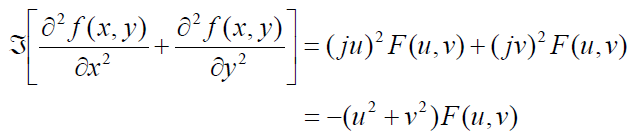 ℑ[∂²f(x, y)/∂x² + ∂²f(x, y)/∂y²] = (ju)²F(u,v) + (jv)²F(u,v)
= −(u² + v²)F(u,v)